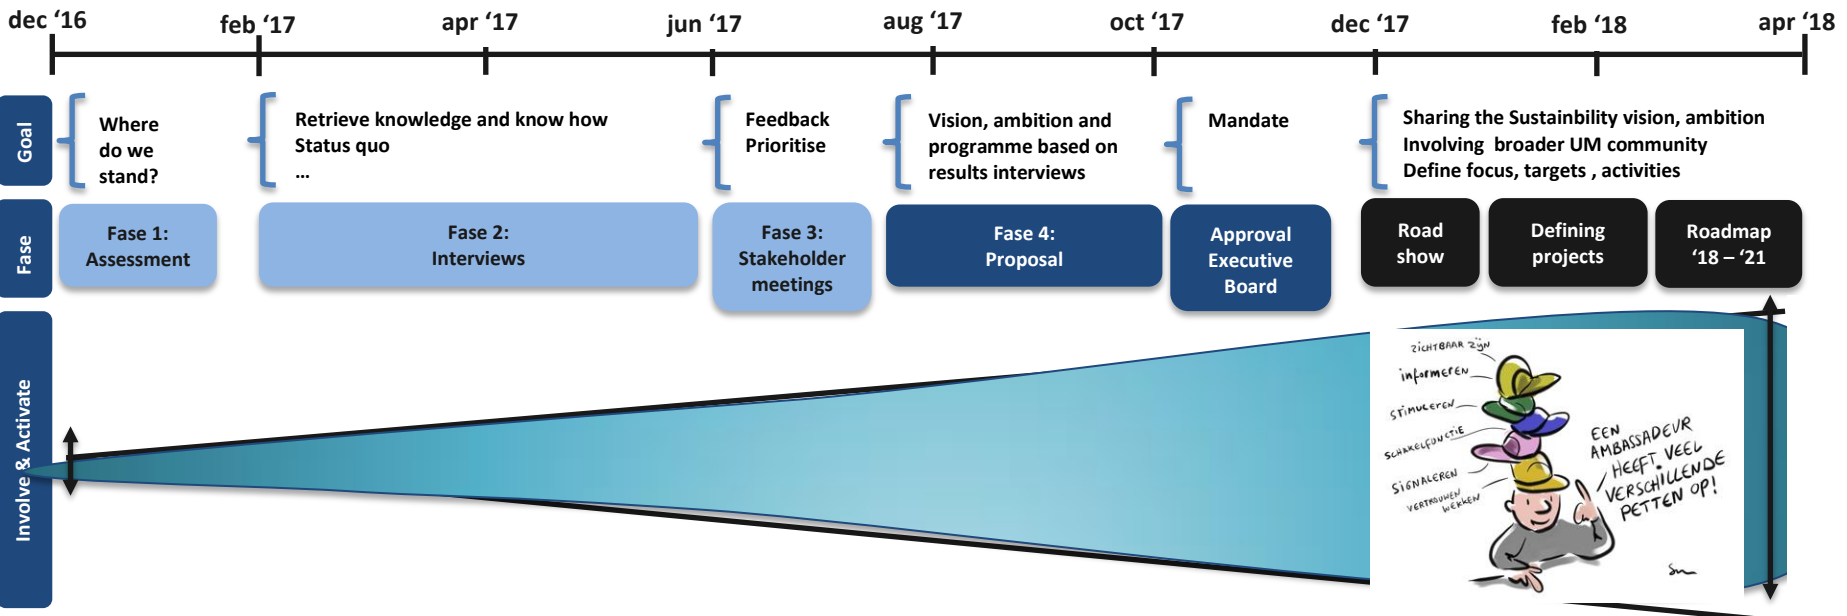 dec ‘16
feb ‘17
apr ‘17
jun ‘17
aug ‘17
oct ‘17
dec ‘17
feb ‘18
apr ‘18
Goal
Where
do we
stand?
Retrieve knowledge and know how
Status quo
...
Feedback
Prioritise
Vision, ambition and
programme based on
results interviews
Mandate
Sharing the Sustainbility vision, ambition
Involving broader UM community
Define focus, targets , activities
Fase
Fase 1:
Assessment
Fase 2:
Interviews
Fase 3:
Stakeholder
meetings
Fase 4:
Proposal
Approval
Executive
Board
Road
show
Defining
projects
Roadmap
‘18 – ‘21
Involve & Activate
ZICHTBAAR ZIJN
INFORMEREN
STIMULEREN
SCHAKELFUNCTIE
SIGNALEREN
VERTROUWEN
WEKKEN
EEN
AMBASSADEUR
HEEFT VEEL
VERSCHILLENDE
PETTEN OP!